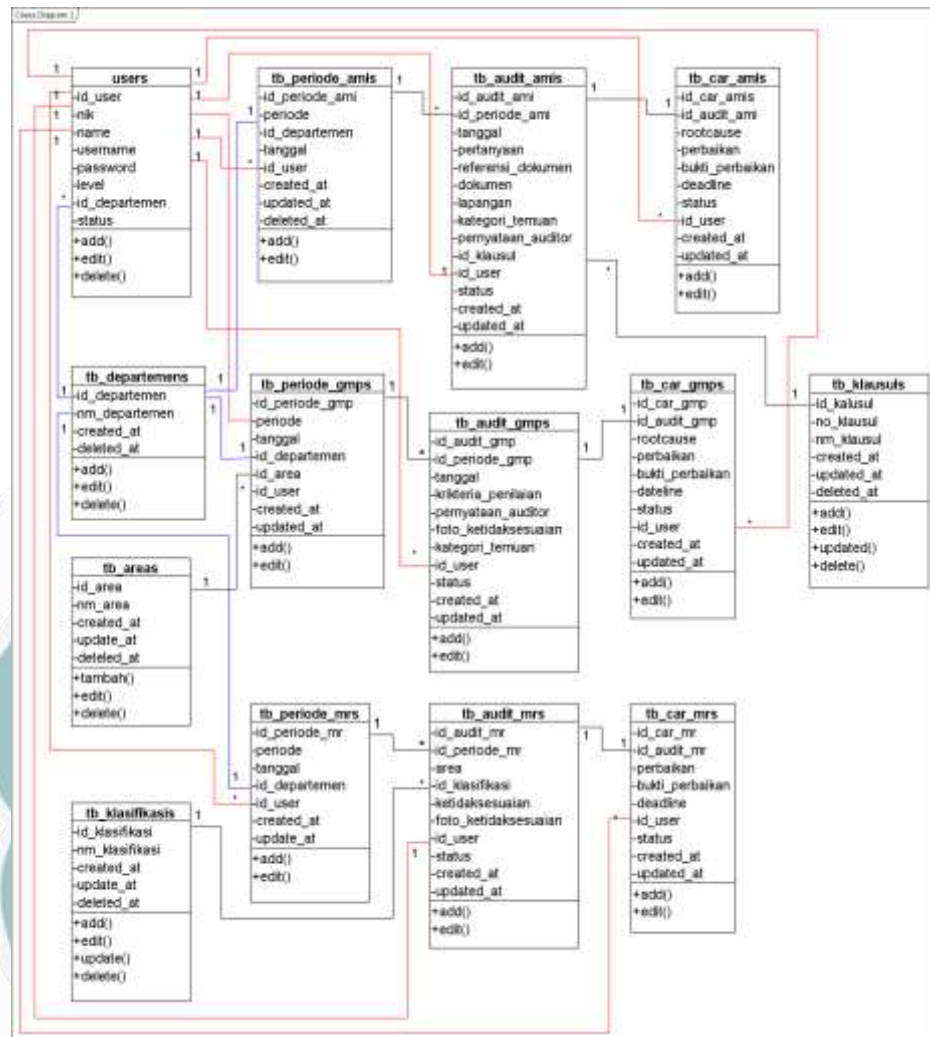 Class Diagram 1
users
-id_user
-nik
-name
-username
-password
-level
-id_departemen
-status
+add()
+edit()
+delete()
tb_periode_amis
-id_periode_ami
-periode
-id_departemen
-tanggal
-id_user
-created_at
-updated_at
-deleted_at
+add()
+edit()
tb_audit_amis
-id_audit_ami
-id_periode_ami
-tanggal
-pertanyaan
-referensi_dokumen
-dokumen
-lapangan
-kategori_temuan
-pernyataan_auditor
-id_klausul
-id_user
-status
-created_at
-updated_at
+add()
+edit()
tb_car_amis
-id_car_amis
-id_audit_ami
-rootcause
-perbaikan
-bukti_perbaikan
-deadline
-status
-id_user
-created_at
-updated_at
+add()
+edit()
tb_departemens
-id_departemen
-nm_departemen
-created_at
-deleted_at
+add()
+edit()
+delete()
tb_periode_gmps
-id_periode_gmp
-periode
-tanggal
-id_departemen
-id_area
-id_user
-created_at
-updated_at
+add()
+edit()
tb_audit_gmps
-id_audit_gmp
-id_periode_gmp
-tanggal
-krikteria_penilaian
-pernyataan_auditor
-foto_ketidaksesuaian
-kategori_temuan
-id_user
-status
-created_at
-updated_at
+add()
+edit()
tb_car_gmps
-id_car_gmp
-id_audit_gmp
-rootcause
-perbaikan
-bukti_perbaikan
-dateline
-status
-id_user
-created_at
-updated_at
+add()
+edit()
tb_klausuls
-id_kalusul
-no_klausul
-nm_klausul
-created_at
-updated_at
-deleted_at
+add()
+edit()
+updated()
+delete()
tb_areas
-id_area
-nm_area
-created_at
-update_at
-deteled_at
+tambah()
+edit()
+delete()
tb_periode_mrs
-id_periode_mr
-periode
-tanggal
-id_departemen
-id_user
-created_at
-update_at
+add()
+edit()
tb_audit_mrs
-id_audit_mr
-id_periode_mr
-area
-id_klasifikasi
-ketidaksesuaian
-foto_ketidaksesuaian
-id_user
-status
-created_at
-updated_at
+add()
+edit()
tb_car_mrs
-id_car_mr
-id_audit_mr
-perbaikan
-bukti_perbaikan
-deadline
-id_user
-status
-created_at
-updated_at
+add()
+edit()
tb_klasifikasis
-id_klasifikasi
-nm_klasifikasi
-created_at
-update_at
-deleted_at
+add()
+edit()
+update()
+delete()